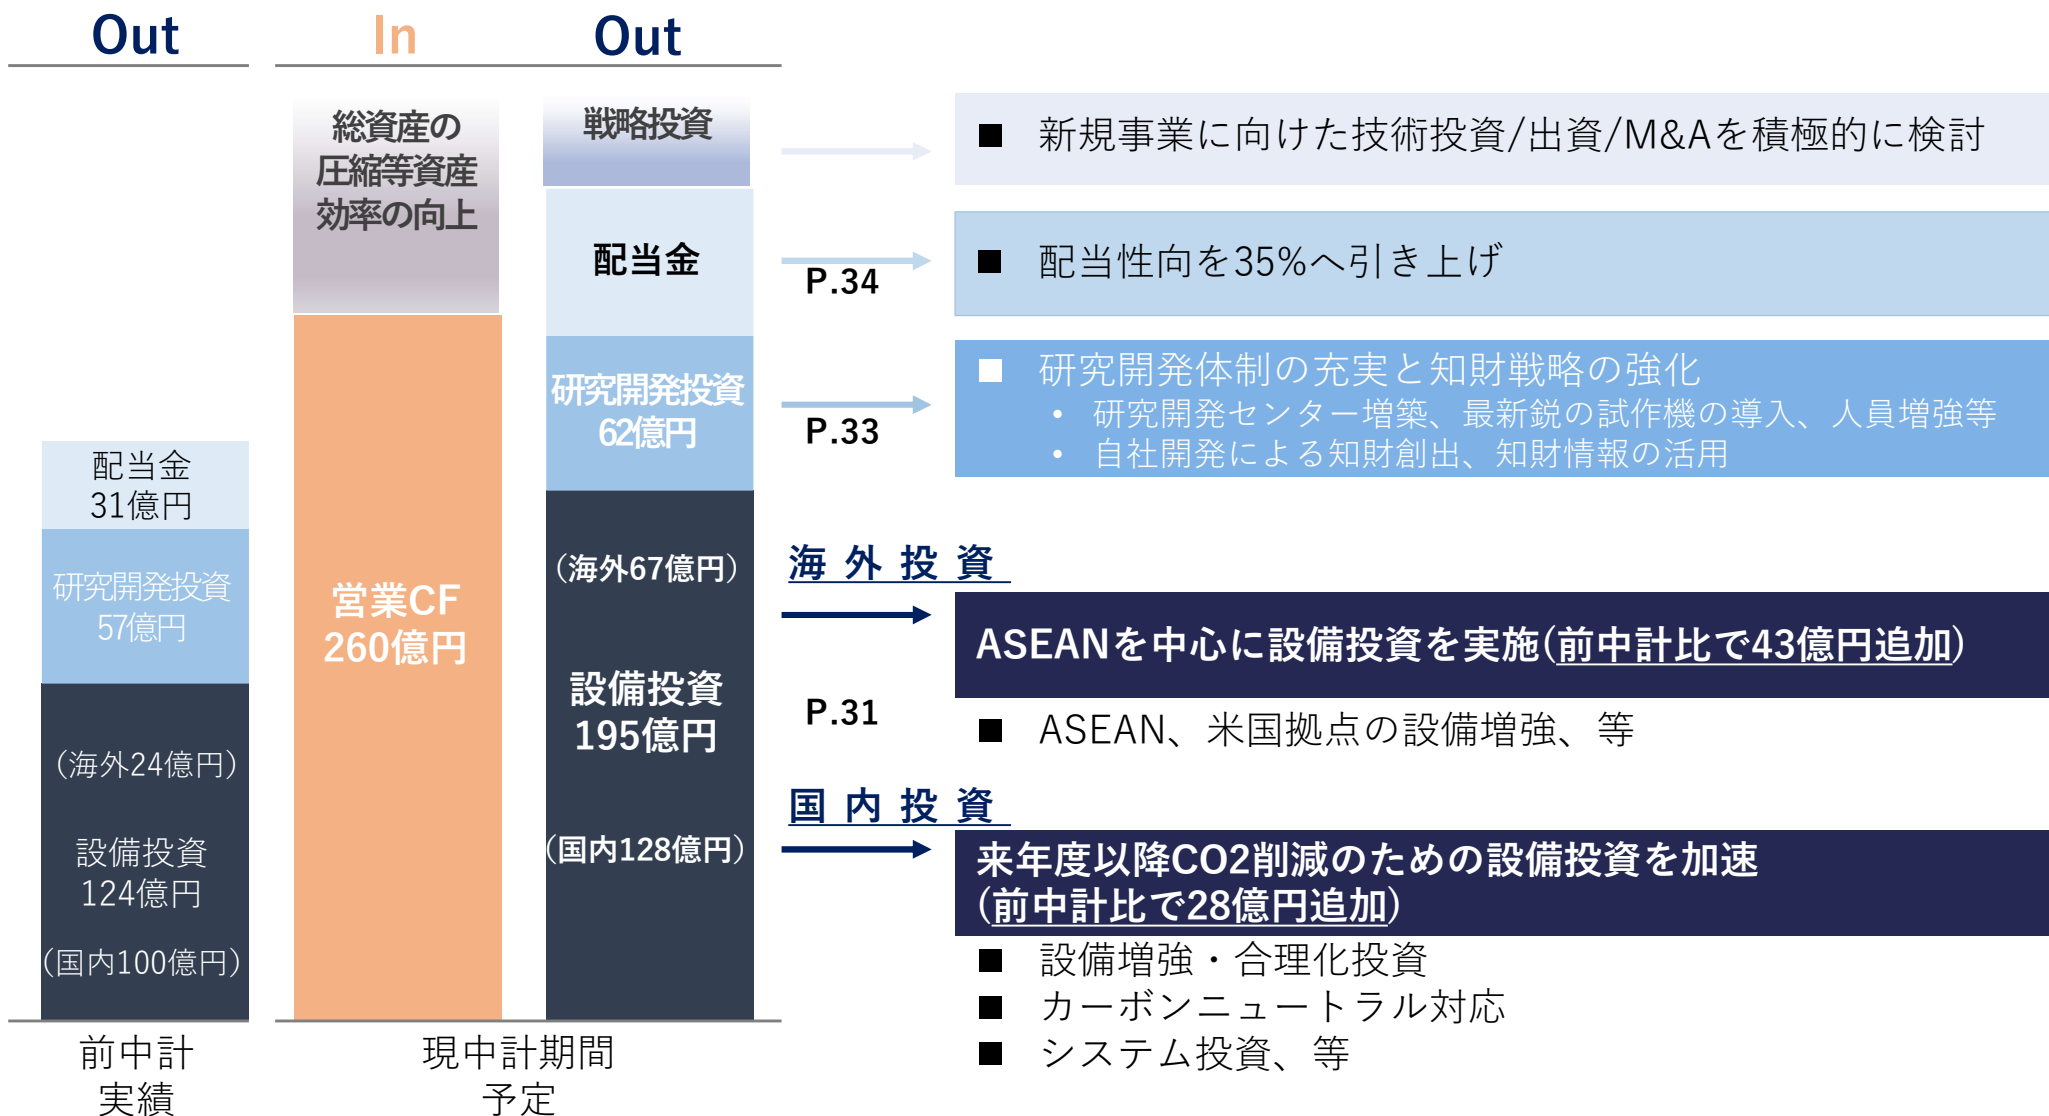 Out
In
Out
配当金
31億円
研究開発投資
57億円
（海外24億円）
設備投資
124億円
（国内100億円）
前中計
実績
総資産の
圧縮等資産
効率の向上
営業CF
260億円
戦略投資
配当金
研究開発投資
62億円
（海外67億円）
設備投資
195億円
（国内128億円）
現中計期間
予定
■ 新規事業に向けた技術投資/出資/M&Aを積極的に検討
P.34
■ 配当性向を35%へ引き上げ
P.33
■ 研究開発体制の充実と知財戦略の強化
• 研究開発センター増築、最新鋭の試作機の導入、人員増強等
• 自社開発による知財創出、知財情報の活用
海外投資
ASEANを中心に設備投資を実施(前中計比で43億円追加)
P.31
■ ASEAN、米国拠点の設備増強、等
国内投資
来年度以降CO2削減のための設備投資を加速
(前中計比で28億円追加)
■ 設備増強・合理化投資
■ カーボンニュートラル対応
■ システム投資、等